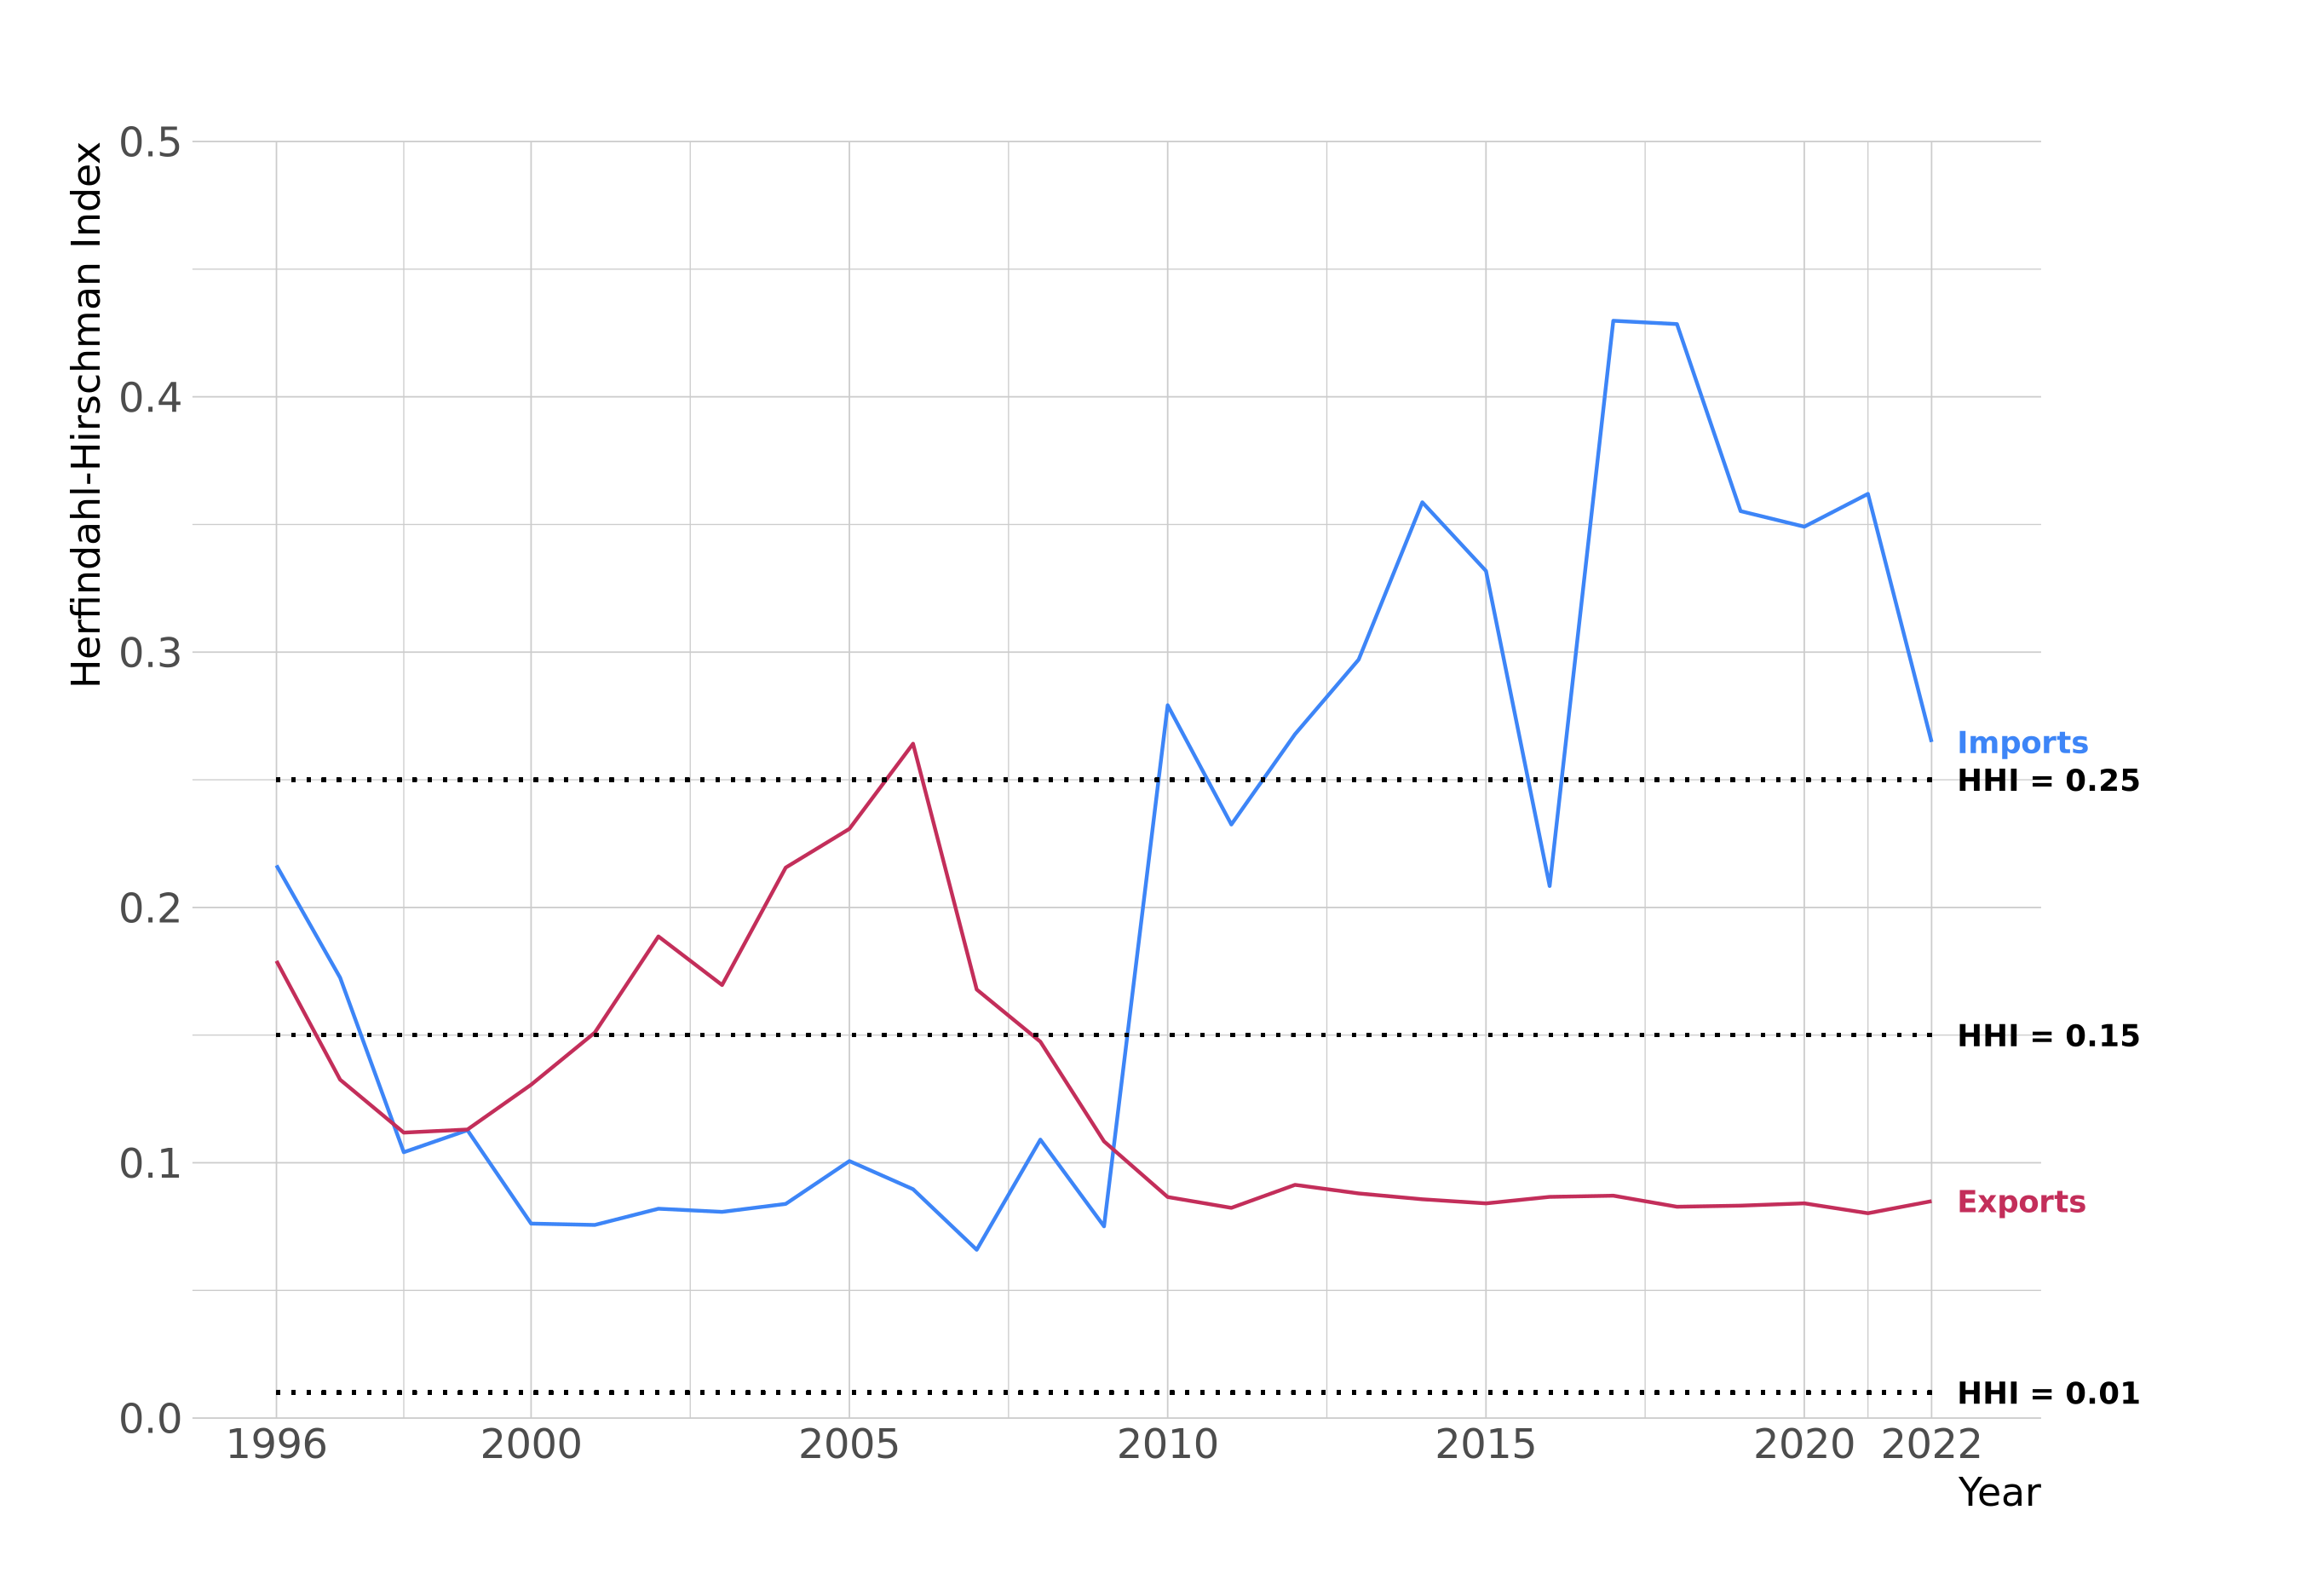 Herfindahl-Hirschman Index
0.5
0.4
0.3
0.2
0.1
0.0
Imports
HHI = 0.25
HHI = 0.15
Exports
HHI = 0.01
1996 2000 2005 2010 2015 2020 2022
Year